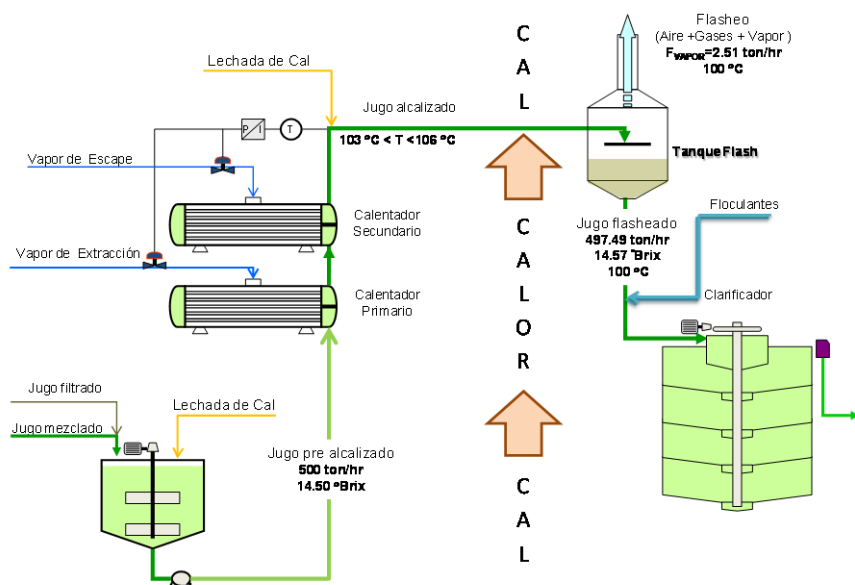 Flasheo
(Aire +Gases + Vapor )
FVAPOR=2.51 ton/hr
100 ºC
Lechada de Cal
Jugo alcalizado
103 ºC < T <106 ºC
P I
T
C
A
L
Tanque Flash
Vapor de Escape
Calentador
Secundario
Vapor de Extracción
Calentador
Primario
C
A
L
O
R
Jugo flasheado
497.49 ton/hr
14.57 ºBrix
100 ºC
Floculantes
Clarificador
Jugo filtrado
Jugo mezclado
Lechada de Cal
Jugo pre alcalizado
500 ton/hr
14.50 ºBrix
C
A
L